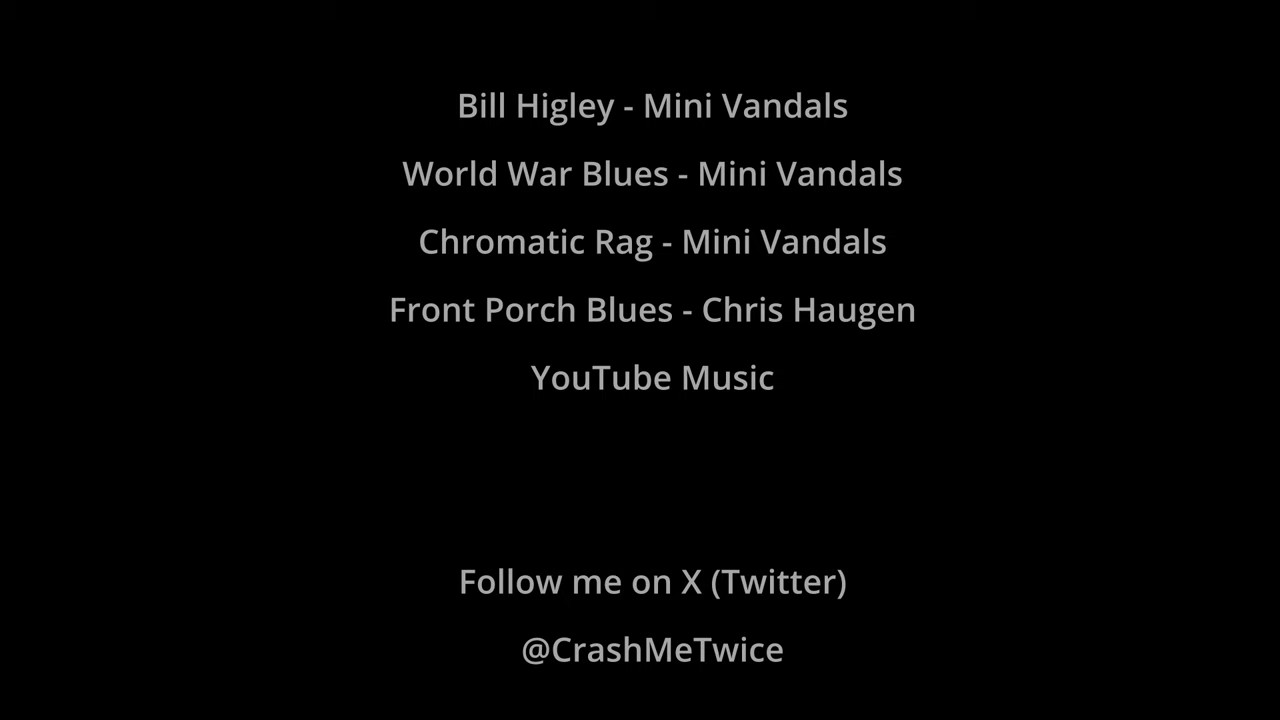 Bill Higley - Mini Vandals
World War Blues - Mini Vandals
Chromatic Rag - Mini Vandals
Front Porch Blues - Chris Haugen
YouTube Music
Follow me on X (Twitter)
@CrashMeTwice